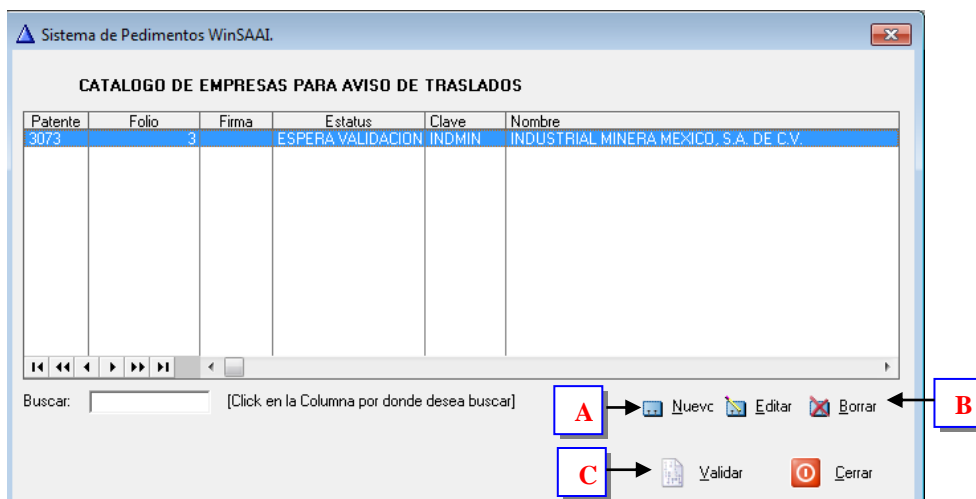 Sistema de Pedimentos WinSAAI.
CATALOGO DE EMPRESAS PARA AVISO DE TRASLADOS
Patente Folio Firma Estatus Clave Nombre
3073 3 ESPERA VALIDACION INDMIN INDUSTRIAL MINERA MEXICO, S.A. DE C.V.
Buscar: [Click en la Columna por donde desea buscar]
A Nuevc Editar Borrar B
C Validar Cerrar